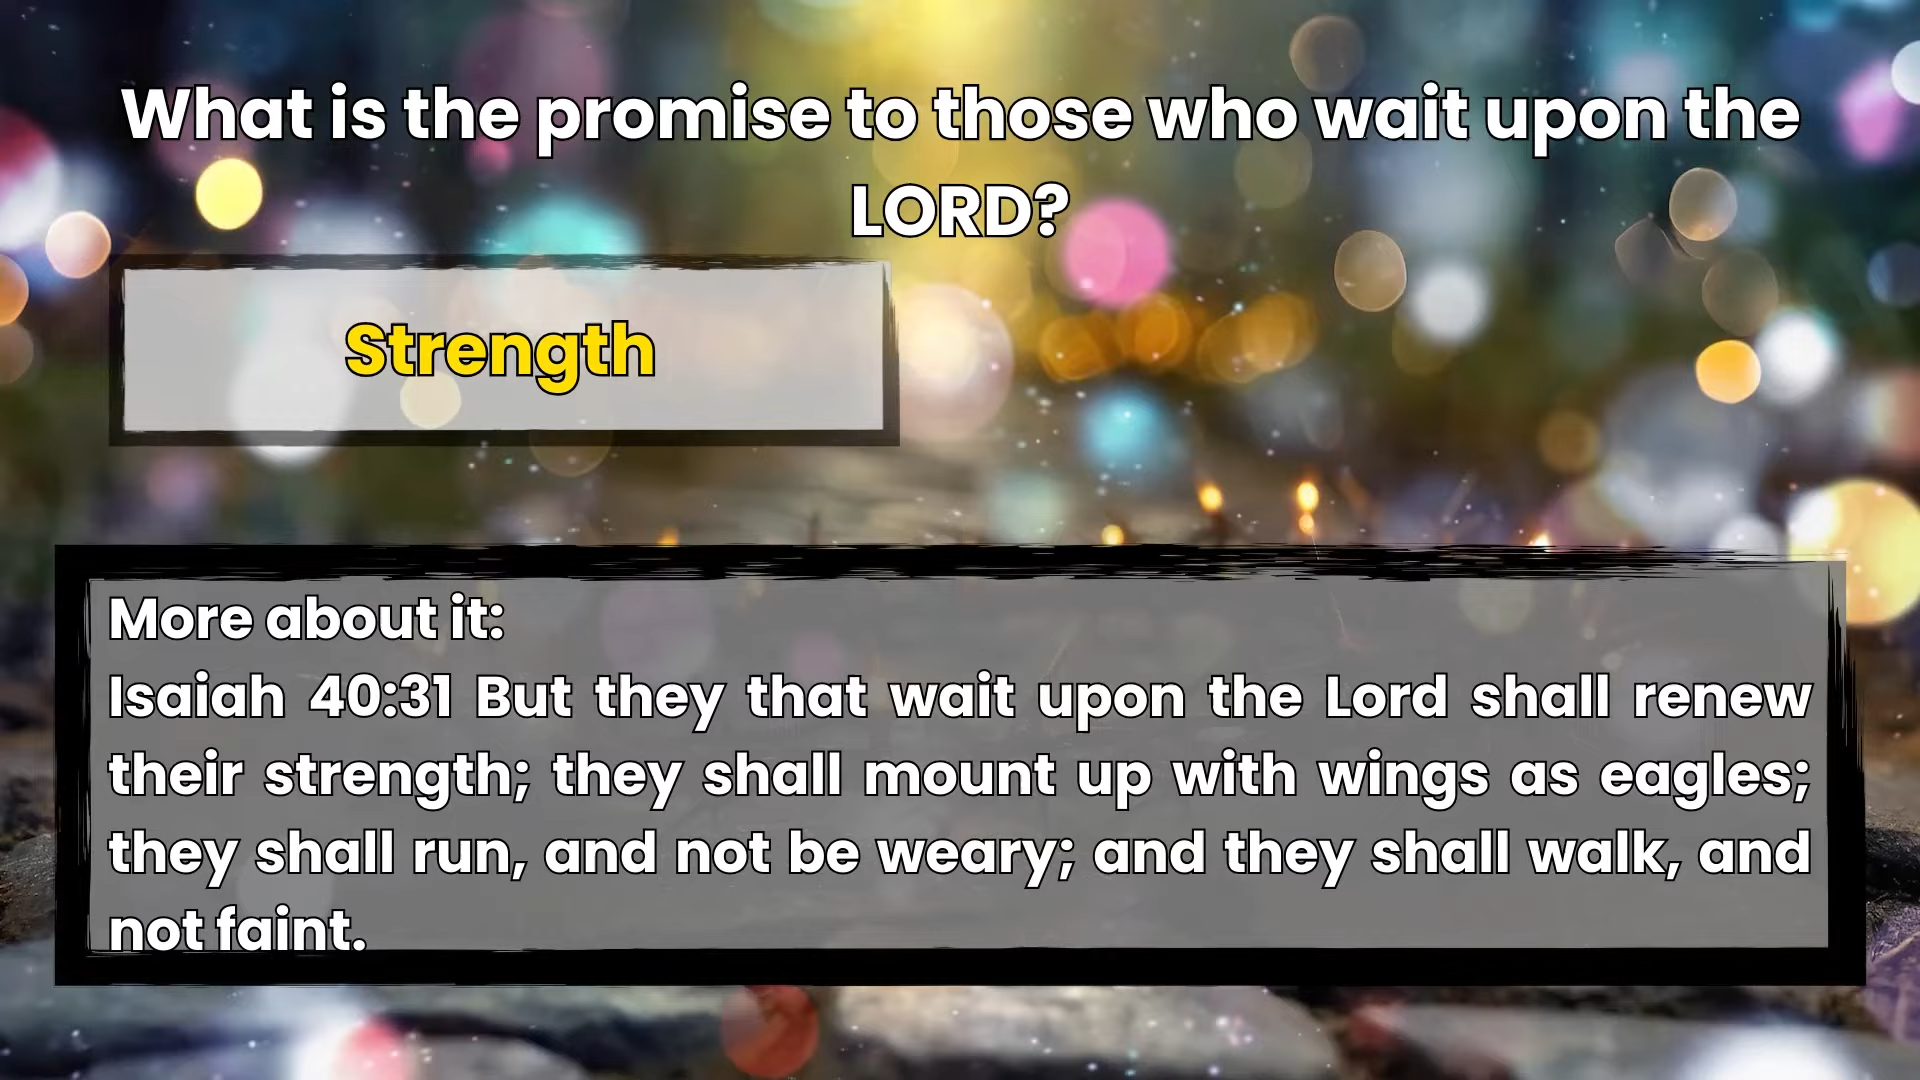 What is the promise to those who wait upon the
LORD?
Strength
More about it:
Isaiah 40:31 But they that wait upon the Lord shall renew
their strength; they shall mount up with wings as eagles;
they shall run, and not be weary; and they shall walk, and
not faint.